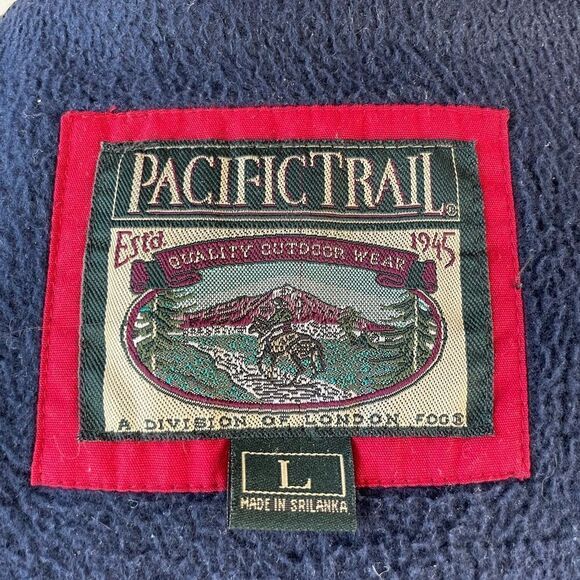 PACIFIC TRAIL®
Estd. 1945
QUALITY OUTDOOR WEAR
A DIVISION OF LONDON FOG®
L
MADE IN SRILANKA